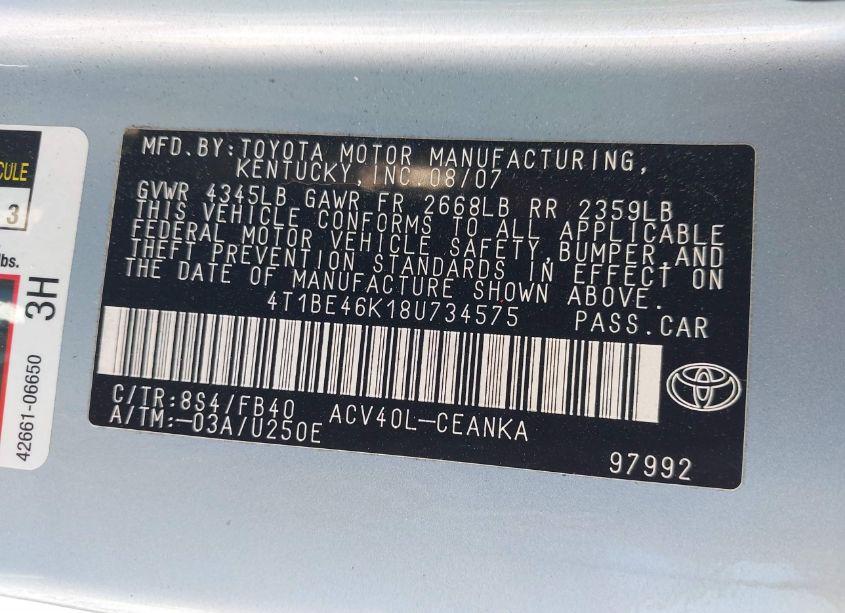 MFD.BY:TOYOTA MOTOR MANUFACTURING,
KENTUCKY,INC.08/07
GVWR 4345LB GAWR FR 2668LB RR 2359LB
THIS VEHICLE CONFORMS TO ALL APPLICABLE
FEDERAL MOTOR VEHICLE SAFETY,BUMPER,AND
THEFT PREVENTION STANDARDS IN EFFECT ON
THE DATE OF MANUFACTURE SHOWN ABOVE.
4T1BE46K18U734575 PASS.CAR
C/TR:8S4/FB40 ACV40L-CEANKA
A/TM:-03A/U250E
97992
3
lbs.
3H
42661-06650